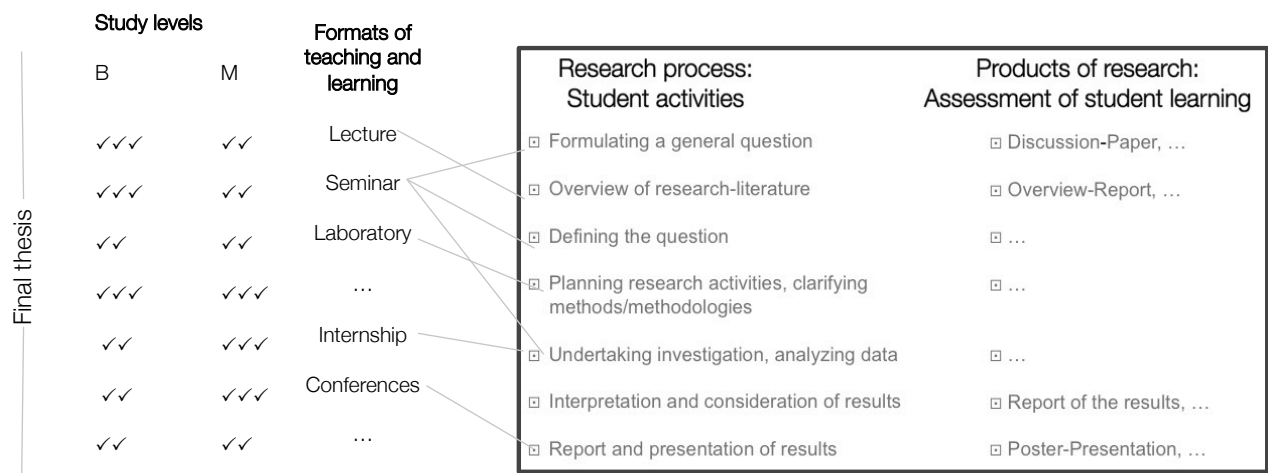 Study levels
Formats of
teaching and
learning
B
M
Research process:
Student activities
Products of research:
Assessment of student learning
Final thesis
✓✓✓ ✓✓ Lecture
Formulating a general question
Discussion-Paper, …
✓✓✓ ✓✓ Seminar
Overview of research-literature
Overview-Report, …
✓✓ ✓✓ Laboratory
Defining the question
…
✓✓✓ ✓✓✓ …
Planning research activities, clarifying
methods/methodologies
…
✓✓ ✓✓✓ Internship
Undertaking investigation, analyzing data
…
✓✓ ✓✓✓ Conferences
Interpretation and consideration of results
Report of the results, …
✓✓ ✓✓ …
Report and presentation of results
Poster-Presentation, …